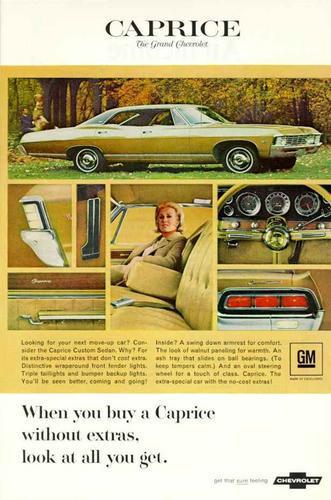 CAPRICE
The Grand Chevrolet
Caprice
Looking for your next move-up car? Con-
sider the Caprice Custom Sedan. Why? For
its extra-special extras that don't cost extra.
Distinctive wraparound front fender lights.
Triple taillights and bumper backup lights.
You'll be seen better, coming and going!
Inside? A swing down armrest for comfort.
The look of walnut paneling for warmth. An
ash tray that slides on ball bearings. (To
keep tempers calm.) And an oval steering
wheel for a touch of class. Caprice. The
extra-special car with the no-cost extras!
GM
MARK OF EXCELLENCE
When you buy a Caprice
without extras,
look at all you get.
get that sure feeling
CHEVROLET